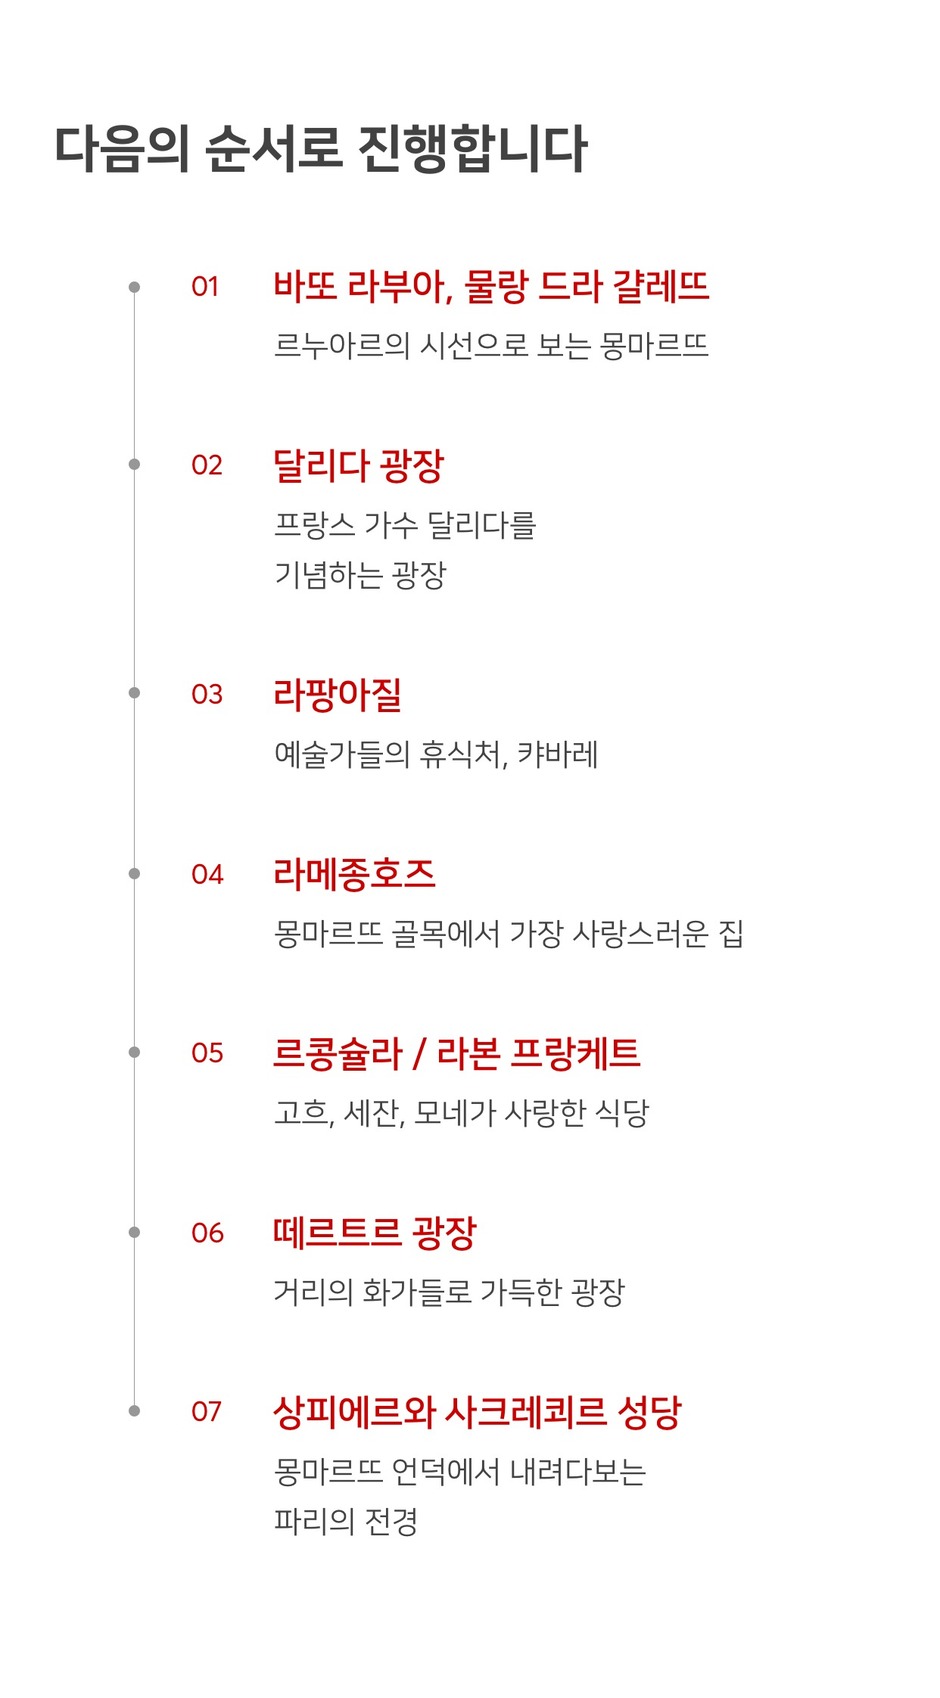 다음의 순서로 진행합니다
01 바또 라부아, 물랑 드라 갈레뜨
르누아르의 시선으로 보는 몽마르뜨
02 달리다 광장
프랑스 가수 달리다를
기념하는 광장
03 라팡아질
예술가들의 휴식처, 캬바레
04 라메종호즈
몽마르뜨 골목에서 가장 사랑스러운 집
05 르콩슐라 / 라본 프랑케트
고흐, 세잔, 모네가 사랑한 식당
06 떼르트르 광장
거리의 화가들로 가득한 광장
07 상피에르와 사크레쾨르 성당
몽마르뜨 언덕에서 내려다보는
파리의 전경